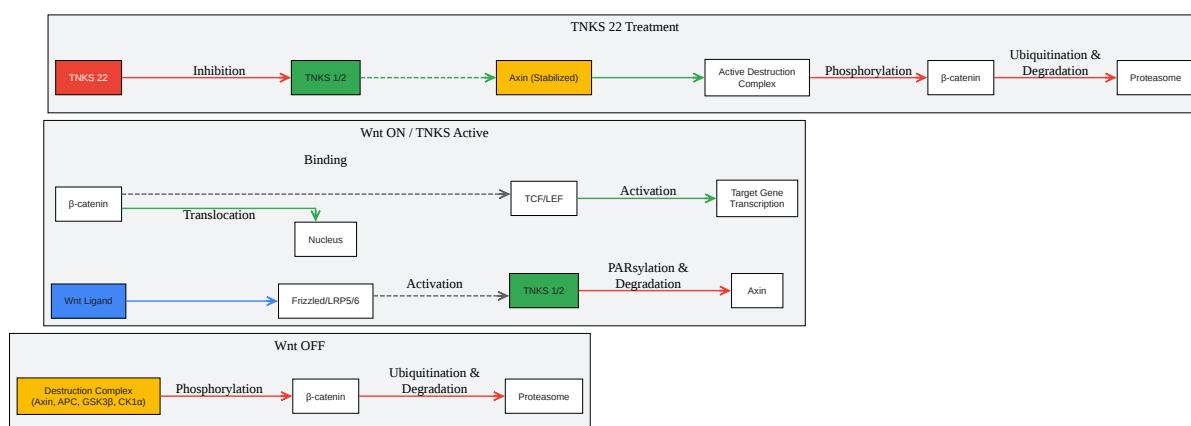 TNKS 22 Treatment
TNKS 22
Inhibition
TNKS 1/2
Axin (Stabilized)
Active Destruction
Complex
Phosphorylation
β-catenin
Ubiquitination &
Degradation
Proteasome
Wnt ON / TNKS Active
Binding
β-catenin
Translocation
Nucleus
TCF/LEF
Activation
Target Gene
Transcription
Wnt Ligand
Frizzled/LRP5/6
Activation
TNKS 1/2
PARsylation &
Degradation
Axin
Wnt OFF
Destruction Complex
(Axin, APC, GSK3β, CK1α)
Phosphorylation
β-catenin
Ubiquitination &
Degradation
Proteasome